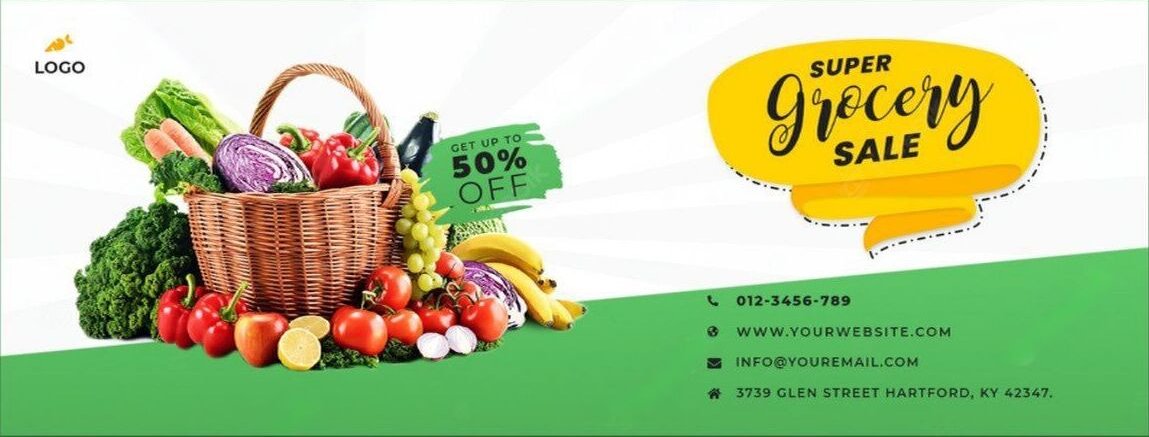 LOGO
GET UP TO
50%
OFF
SUPER
grocery
SALE
012-3456-789
WWW.YOURWEBSITE.COM
INFO@YOUREMAIL.COM
3739 GLEN STREET HARTFORD, KY 42347.